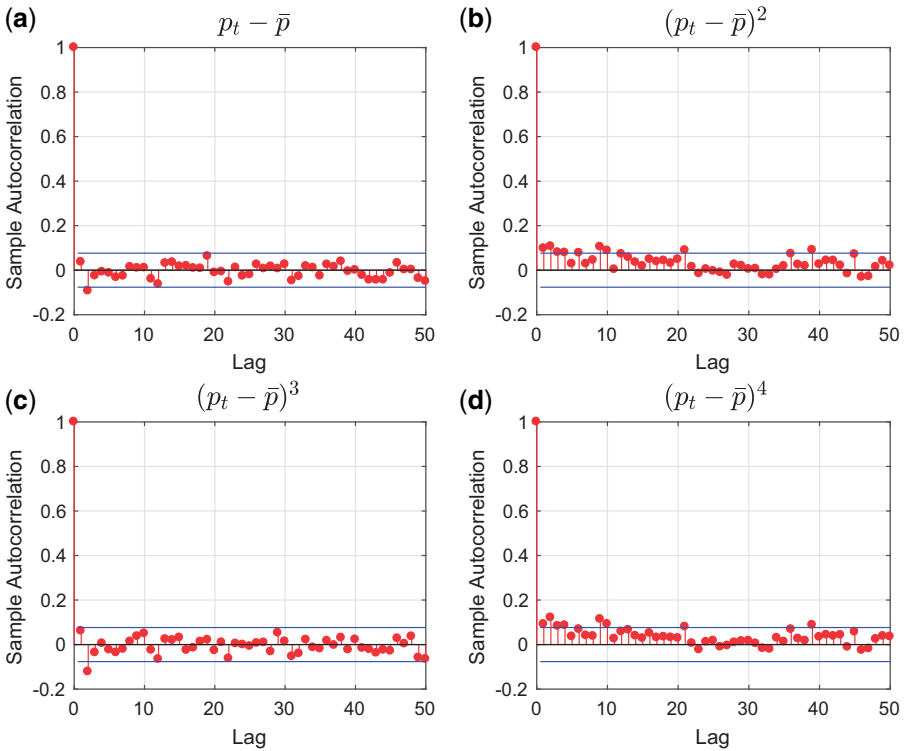 (a) $p_t - \bar{p}$
Sample Autocorrelation
1
0.8
0.6
0.4
0.2
0
-0.2
0 10 20 30 40 50
Lag
(b) $(p_t - \bar{p})^2$
Sample Autocorrelation
1
0.8
0.6
0.4
0.2
0
-0.2
0 10 20 30 40 50
Lag
(c) $(p_t - \bar{p})^3$
Sample Autocorrelation
1
0.8
0.6
0.4
0.2
0
-0.2
0 10 20 30 40 50
Lag
(d) $(p_t - \bar{p})^4$
Sample Autocorrelation
1
0.8
0.6
0.4
0.2
0
-0.2
0 10 20 30 40 50
Lag